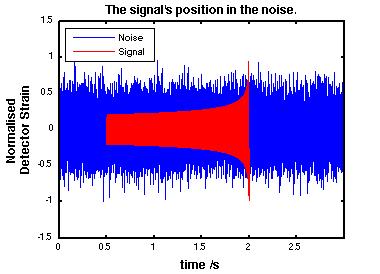 The signal's position in the noise.
1.5
Noise
Signal
1
0.5
0
-0.5
-1
-1.5
Normalised
Detector Strain
0 0.5 1 1.5 2 2.5
time /s